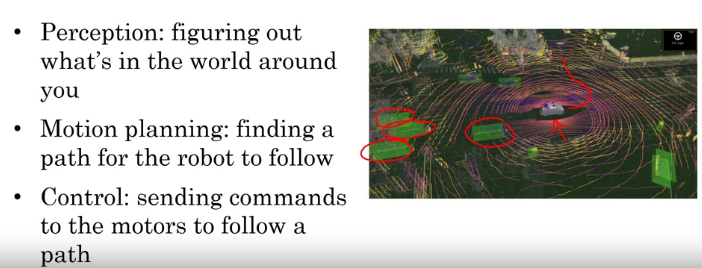 • Perception: figuring out
what's in the world around
you
• Motion planning: finding a
path for the robot to follow
• Control: sending commands
to the motors to follow a
path